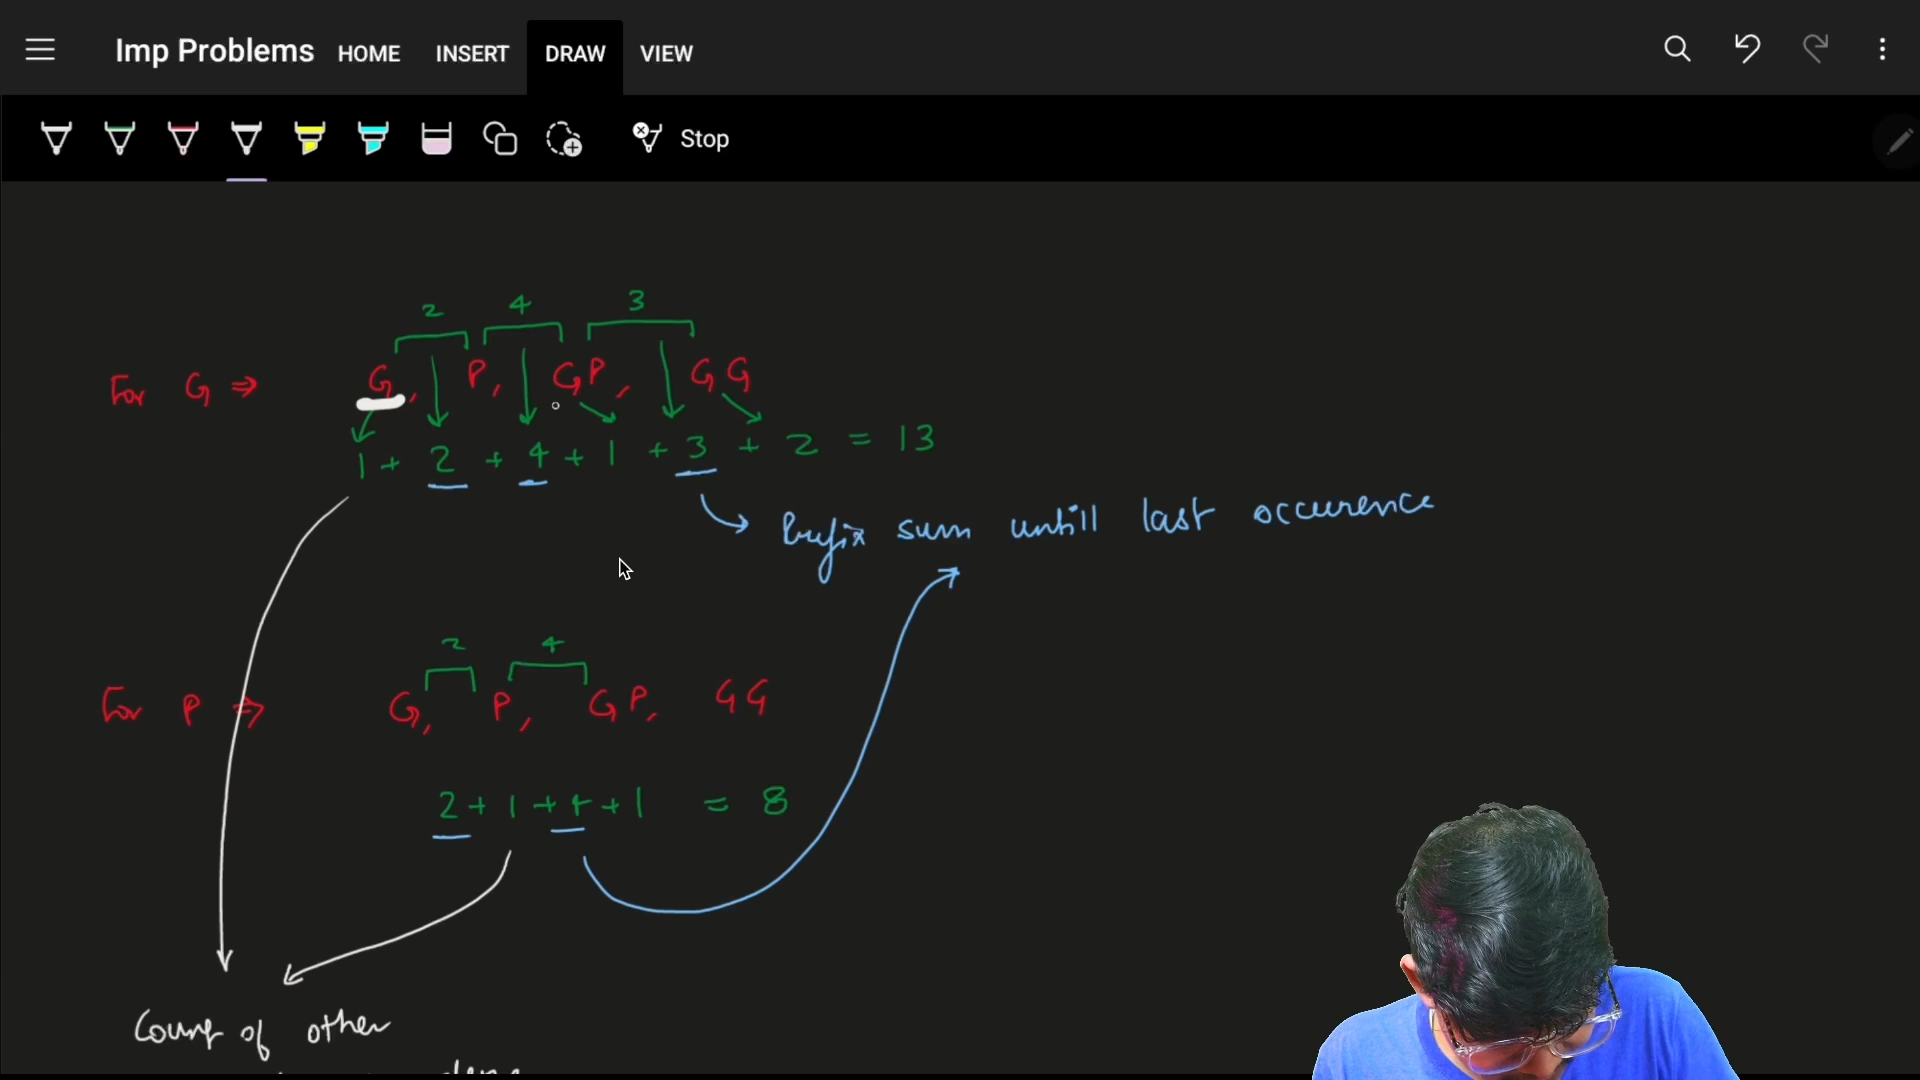 Imp Problems HOME INSERT DRAW VIEW
Stop
2 4 3
For G ⇒ G, P, GP, GG
1 + 2 + 4 + 1 + 3 + 2 = 13
Prefix sum untill last occurence
2 4
For P ⇒ G, P, GP, GG
2 + 1 + 4 + 1 = 8
Count of other